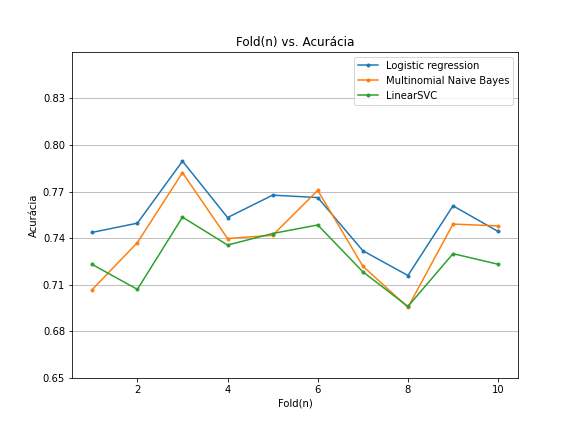 Fold(n) vs. Acurácia
Logistic regression
Multinomial Naive Bayes
LinearSVC
Acurácia
0.83
0.80
0.77
0.74
0.71
0.68
0.65
2 4 6 8 10
Fold(n)